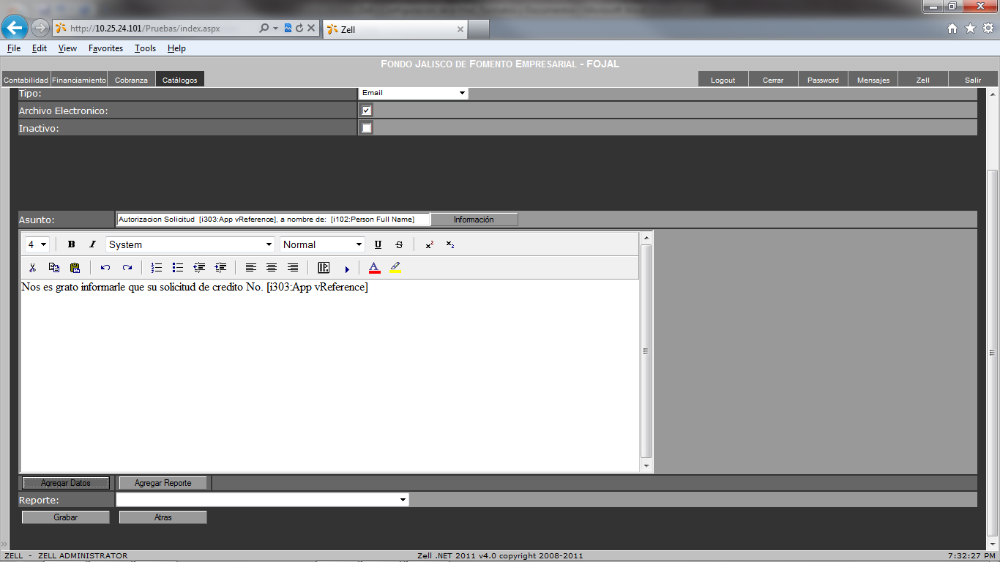 http://10.25.24.101/Pruebas/index.aspx
Zell
File Edit View Favorites Tools Help
FONDO JALISCO DE FOMENTO EMPRESARIAL - FOJAL
Contabilidad Financiamiento Cobranza Catálogos Logout Cerrar Password Mensajes Zell Salir
Tipo: Email
Archivo Electronico:
Inactivo:
Asunto: Autorizacion Solicitud [i303:App vReference], a nombre de: [i102:Person Full Name] Información
4 B I System Normal U S x² x₂
A
Nos es grato informarle que su solicitud de credito No. [i303:App vReference]
Agregar Datos Agregar Reporte
Reporte:
Grabar Atras
ZELL - ZELL ADMINISTRATOR Zell .NET 2011 v4.0 copyright 2008-2011 7:32:27 PM